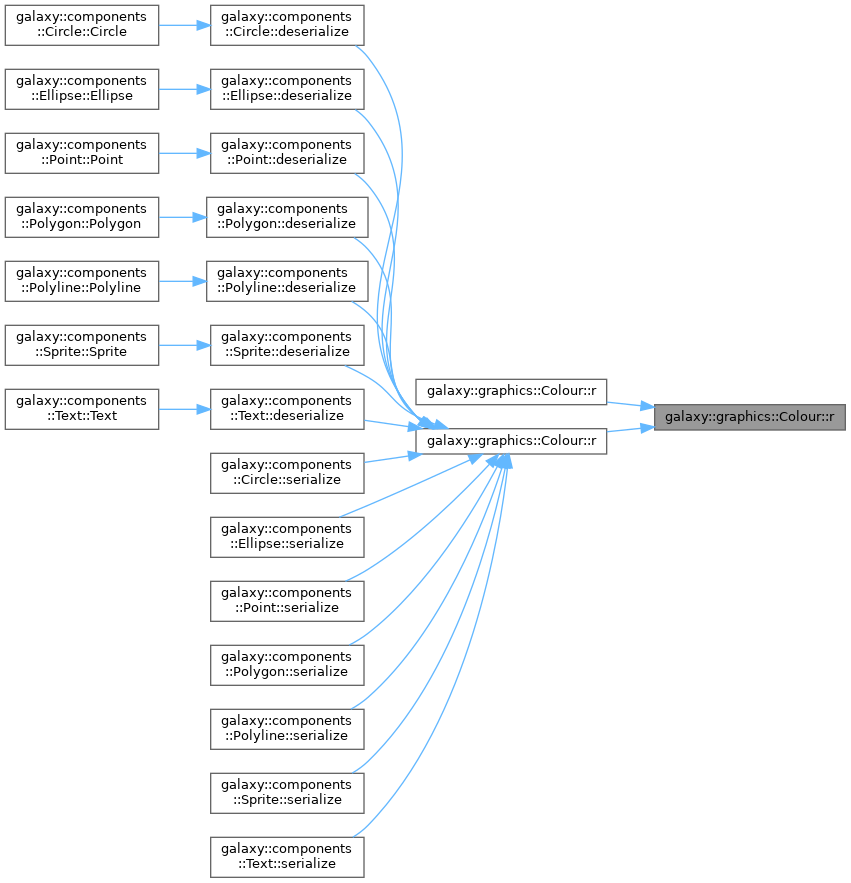 galaxy::components
::Circle::Circle
galaxy::components
::Circle::deserialize
galaxy::components
::Ellipse::Ellipse
galaxy::components
::Ellipse::deserialize
galaxy::components
::Point::Point
galaxy::components
::Point::deserialize
galaxy::components
::Polygon::Polygon
galaxy::components
::Polygon::deserialize
galaxy::components
::Polyline::Polyline
galaxy::components
::Polyline::deserialize
galaxy::components
::Sprite::Sprite
galaxy::components
::Sprite::deserialize
galaxy::components
::Text::Text
galaxy::components
::Text::deserialize
galaxy::graphics::Colour::r
galaxy::graphics::Colour::r
galaxy::graphics::Colour::r
galaxy::components
::Circle::serialize
galaxy::components
::Ellipse::serialize
galaxy::components
::Point::serialize
galaxy::components
::Polygon::serialize
galaxy::components
::Polyline::serialize
galaxy::components
::Sprite::serialize
galaxy::components
::Text::serialize